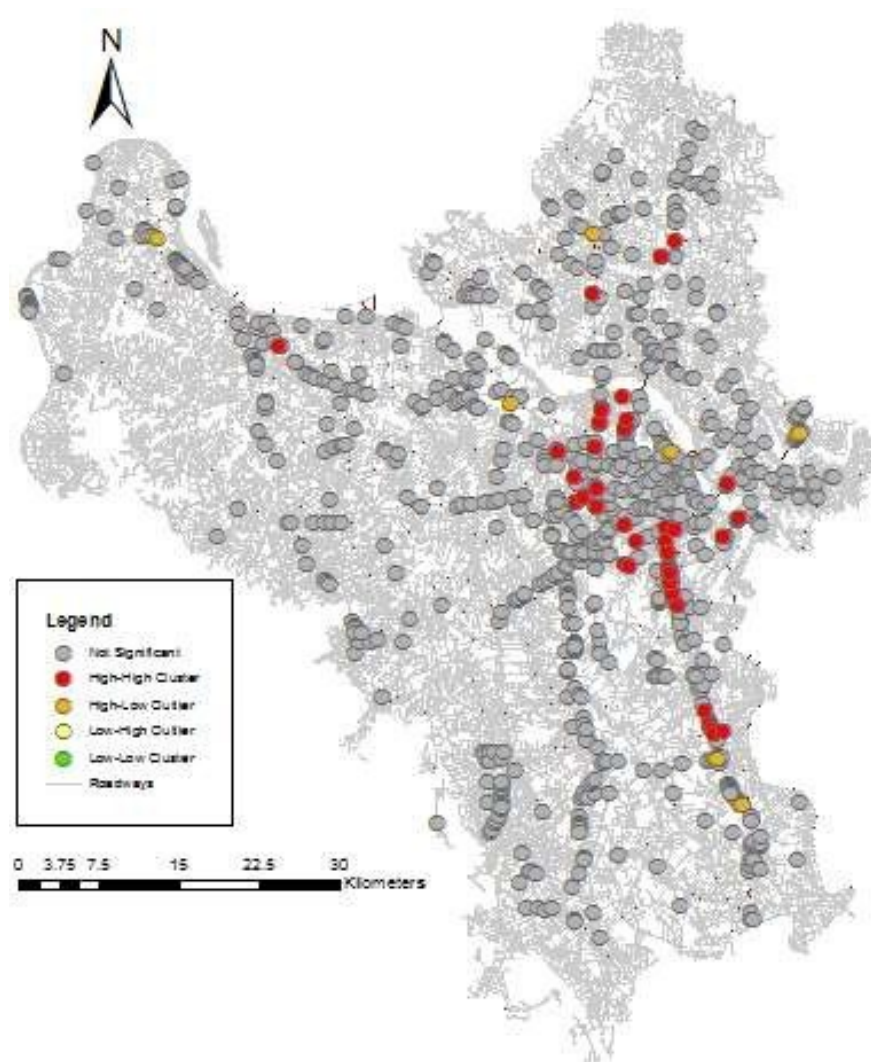 N
Legend
Not Significant
High-High Cluster
High-Low Outlier
Low-High Outlier
Low-Low Cluster
Roadways
0 3.75 7.5 15 22.5 30
Kilometers